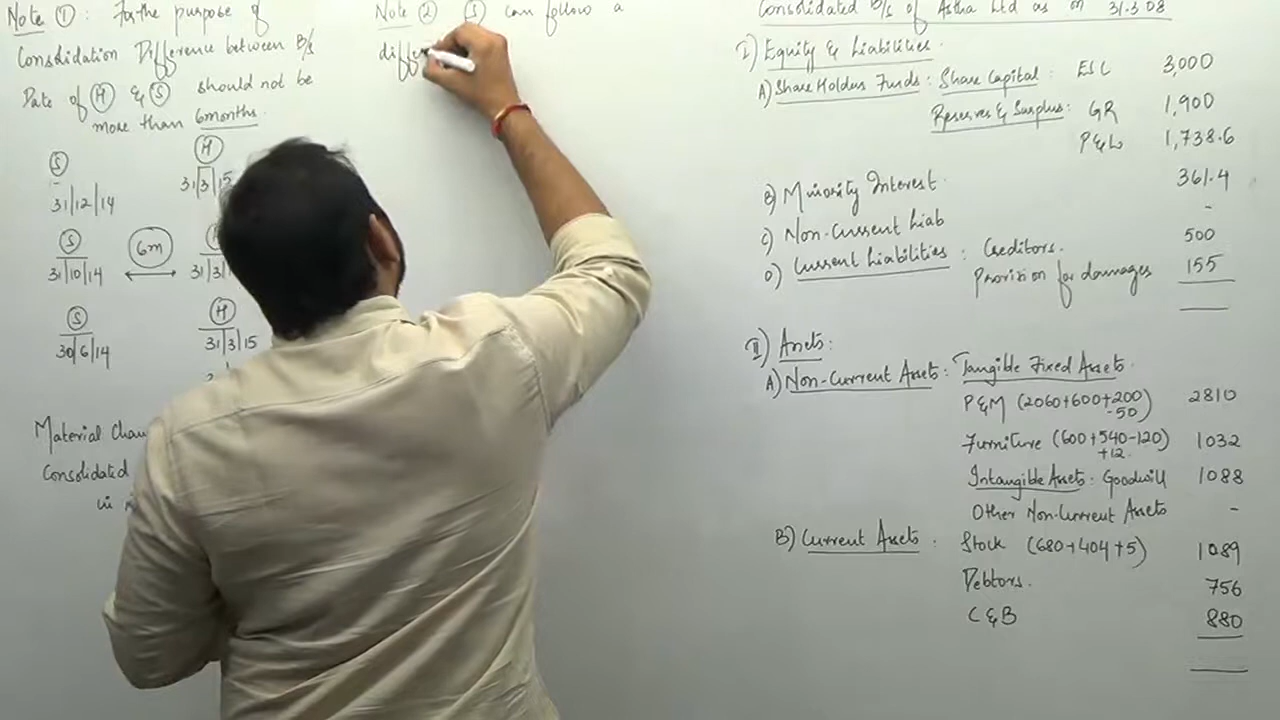 Note ① : For the purpose of
Consolidation Difference between B/s
Date of Ⓗ & Ⓢ should not be
more than 6 months.
Ⓢ Ⓗ
31/12/14 31/3/15
Ⓢ 6m
31/10/14 31/3/1
Ⓢ Ⓗ
30/6/14 31/3/15
Material Chan
Consolidated
in
Note ② Ⓢ can follow a
diffe
Consolidated B/s of Astha Ltd as on 31.3.08
I) Equity & Liabilities.
A) Share Holders Funds : Share Capital : ESC 3,000
Reserves & Surplus : GR 1,900
P&L 1,738.6
B) Minority Interest. 361.4
C) Non-Current Liab -
D) Current Liabilities : Creditors. 500
Provision for damages 155
II) Assets :
A) Non-Current Assets : Tangible Fixed Assets.
P&M (2060+600+200 -50) 2810
Furniture (600+540-120 +12) 1032
Intangible Assets : Goodwill 1088
Other Non-Current Assets -
B) Current Assets : Stock (680+404+5) 1089
Debtors. 756
C&B 880